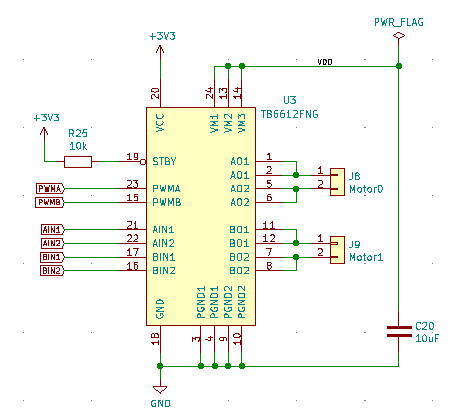 PWR_FLAG
+3V3
VDD
24
13
14
20
U3
TB6612FNG
VCC
VM1
VM2
VM3
+3V3
R25
10k
19
STBY
AO1
1
AO1
2
1
J8
PWMA
23
PWMA
AO2
5
2
Motor0
PWMB
15
PWMB
AO2
6
AIN1
21
AIN1
BO1
11
AIN2
22
AIN2
BO1
12
1
J9
BIN1
17
BIN1
BO2
7
2
Motor1
BIN2
16
BIN2
BO2
8
GND
PGND1
PGND1
PGND2
PGND2
18
3
4
9
10
C20
10uF
GND